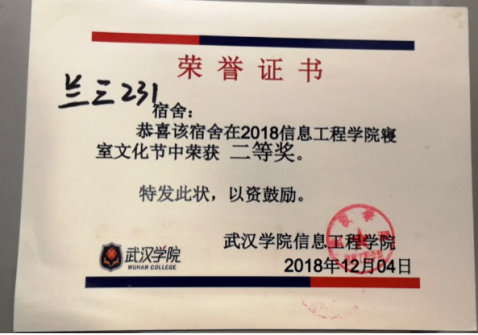 荣誉证书
兰三231
宿舍:
恭喜该宿舍在2018信息工程学院寝
室文化节中荣获 二等奖。
特发此状，以资鼓励。
武汉学院信息工程学院
2018年12月04日
武汉学院
WUHAN COLLEGE